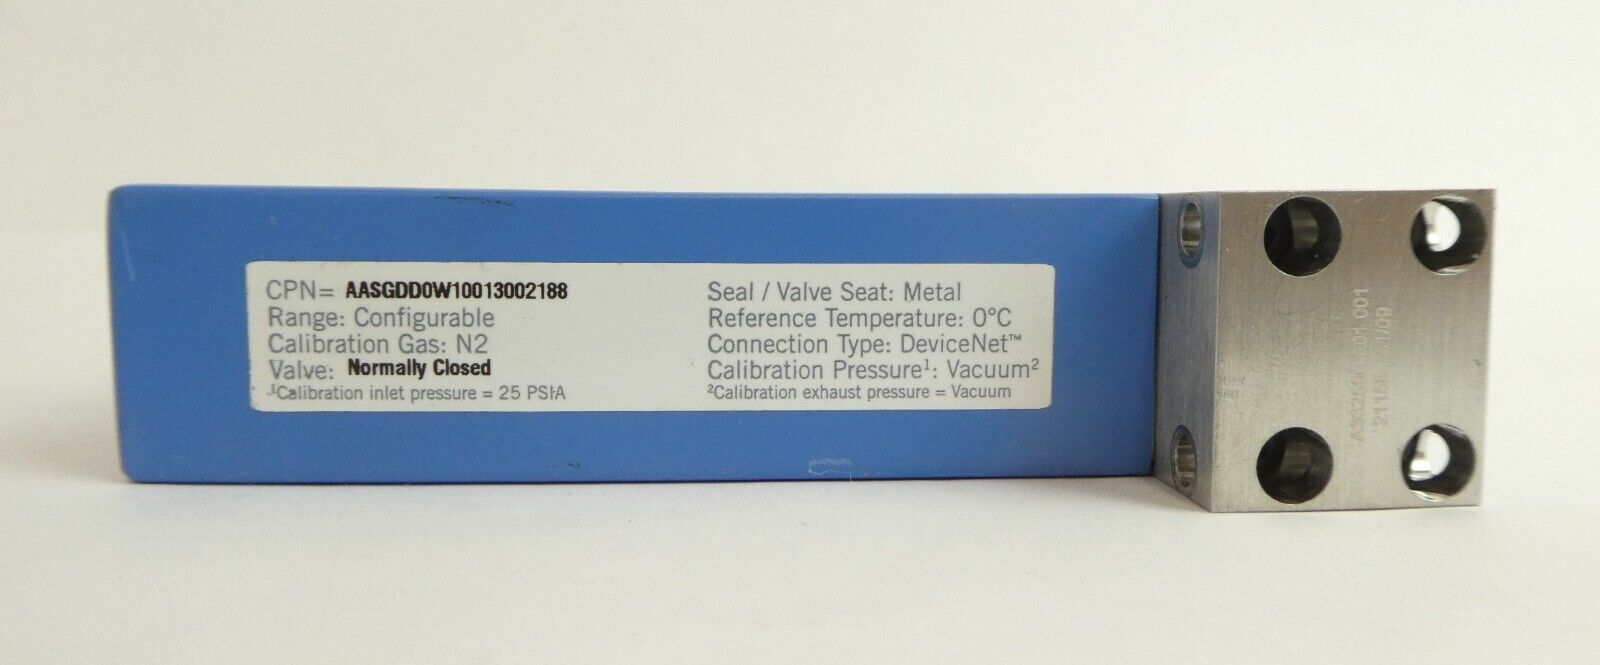 CPN= AASGDD0W10013002188
Range: Configurable
Calibration Gas: N2
Valve: Normally Closed
¹Calibration inlet pressure = 25 PSIA
Seal / Valve Seat: Metal
Reference Temperature: 0°C
Connection Type: DeviceNet™
Calibration Pressure¹: Vacuum²
²Calibration exhaust pressure = Vacuum